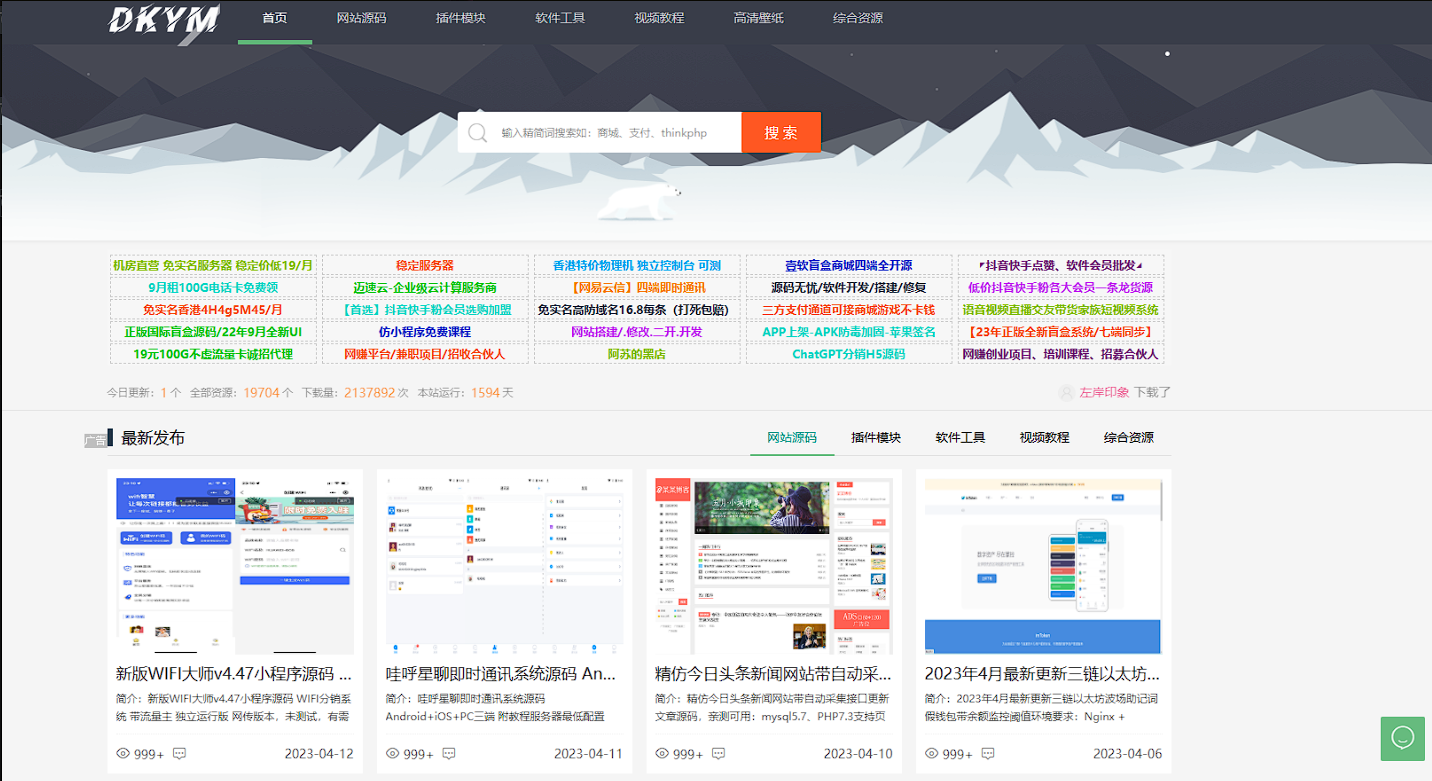 DKYM
首页 网站源码 插件模块 软件工具 视频教程 高清壁纸 综合资源
输入精简词搜索如：商城、支付、thinkphp 搜 索
机房直营 免实名服务器 稳定价低19/月 稳定服务器 香港特价物理机 独立控制台 可测 壹软盲盒商城四端全开源 抖音快手点赞、软件会员批发
9月租100G电话卡免费领 迈速云-企业级云计算服务商 【网易云信】四端即时通讯 源码无忧/软件开发/搭建/修复 低价抖音快手粉各大会员一条龙货源
免实名香港4H4g5M45/月 【首选】抖音快手粉会员选购加盟 免实名高防域名16.8每条（打死包赔) 三方支付通道可接商城游戏不卡钱 语音视频直播交友带货家族短视频系统
正版国际盲盒源码/22年9月全新UI 仿小程序免费课程 网站搭建/.修改.二开.开发 APP上架-APK防毒加固-苹果签名 【23年正版全新盲盒系统/七端同步】
19元100G不虚流量卡诚招代理 网赚平台/兼职项目/招收合伙人 阿苏的黑店 ChatGPT分销H5源码 网赚创业项目、培训课程、招募合伙人
今日更新：1 个 全部资源：19704 个 下载量：2137892 次 本站运行：1594 天 左岸印象 下载了
广告 最新发布 网站源码 插件模块 软件工具 视频教程 综合资源
新版WIFI大师v4.47小程序源码 ... 哇呼星聊即时通讯系统源码 An... 精仿今日头条新闻网站带自动采... 2023年4月最新更新三链以太坊...
简介：新版WIFI大师v4.47小程序源码 WIFI分销系
统 带流量主 独立运行版 网传版本，未测试，有需
简介：哇呼星聊即时通讯系统源码
Android+iOS+PC三端 附教程服务器最低配置
简介：精仿今日头条新闻网站带自动采集接口更新
文章源码，亲测可用：mysql5.7、PHP7.3支持页
简介：2023年4月最新更新三链以太坊波场助记词
假钱包带余额监控阈值环境要求：Nginx +
999+ 2023-04-12 999+ 2023-04-11 999+ 2023-04-10 999+ 2023-04-06